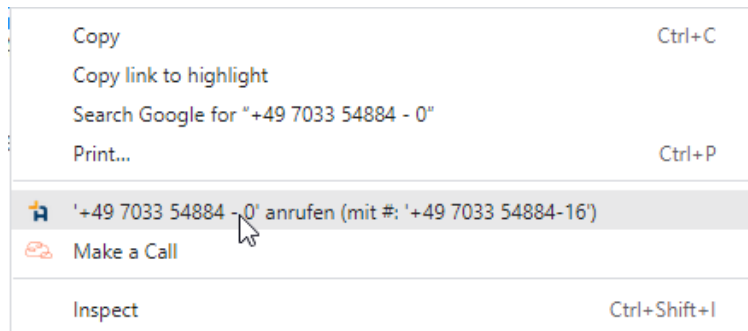 Copy Ctrl+C
Copy link to highlight
Search Google for “+49 7033 54884 - 0”
Print... Ctrl+P
'+49 7033 54884 - 0' anrufen (mit #: '+49 7033 54884-16')
Make a Call
Inspect Ctrl+Shift+I